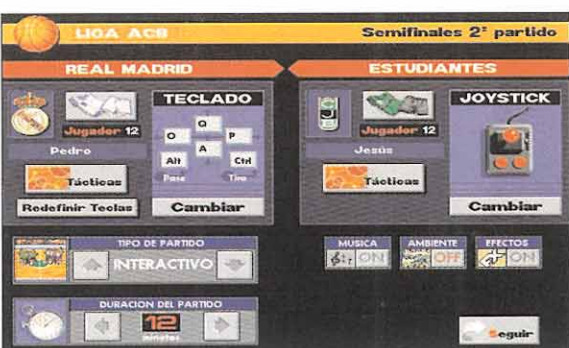 LIGA ACB
Semifinales 2º partido
REAL MADRID
ESTUDIANTES
Jugador 12
Pedro
Tácticas
Redefinir Teclas
TECLADO
Q
O P
A
Alt Ctrl
Pase Tiro
Cambiar
Jugador 12
Jesús
Tácticas
JOYSTICK
Cambiar
TIPO DE PARTIDO
INTERACTIVO
DURACION DEL PARTIDO
12
minutos
MUSICA
ON
AMBIENTE
OFF
EFECTOS
ON
Seguir